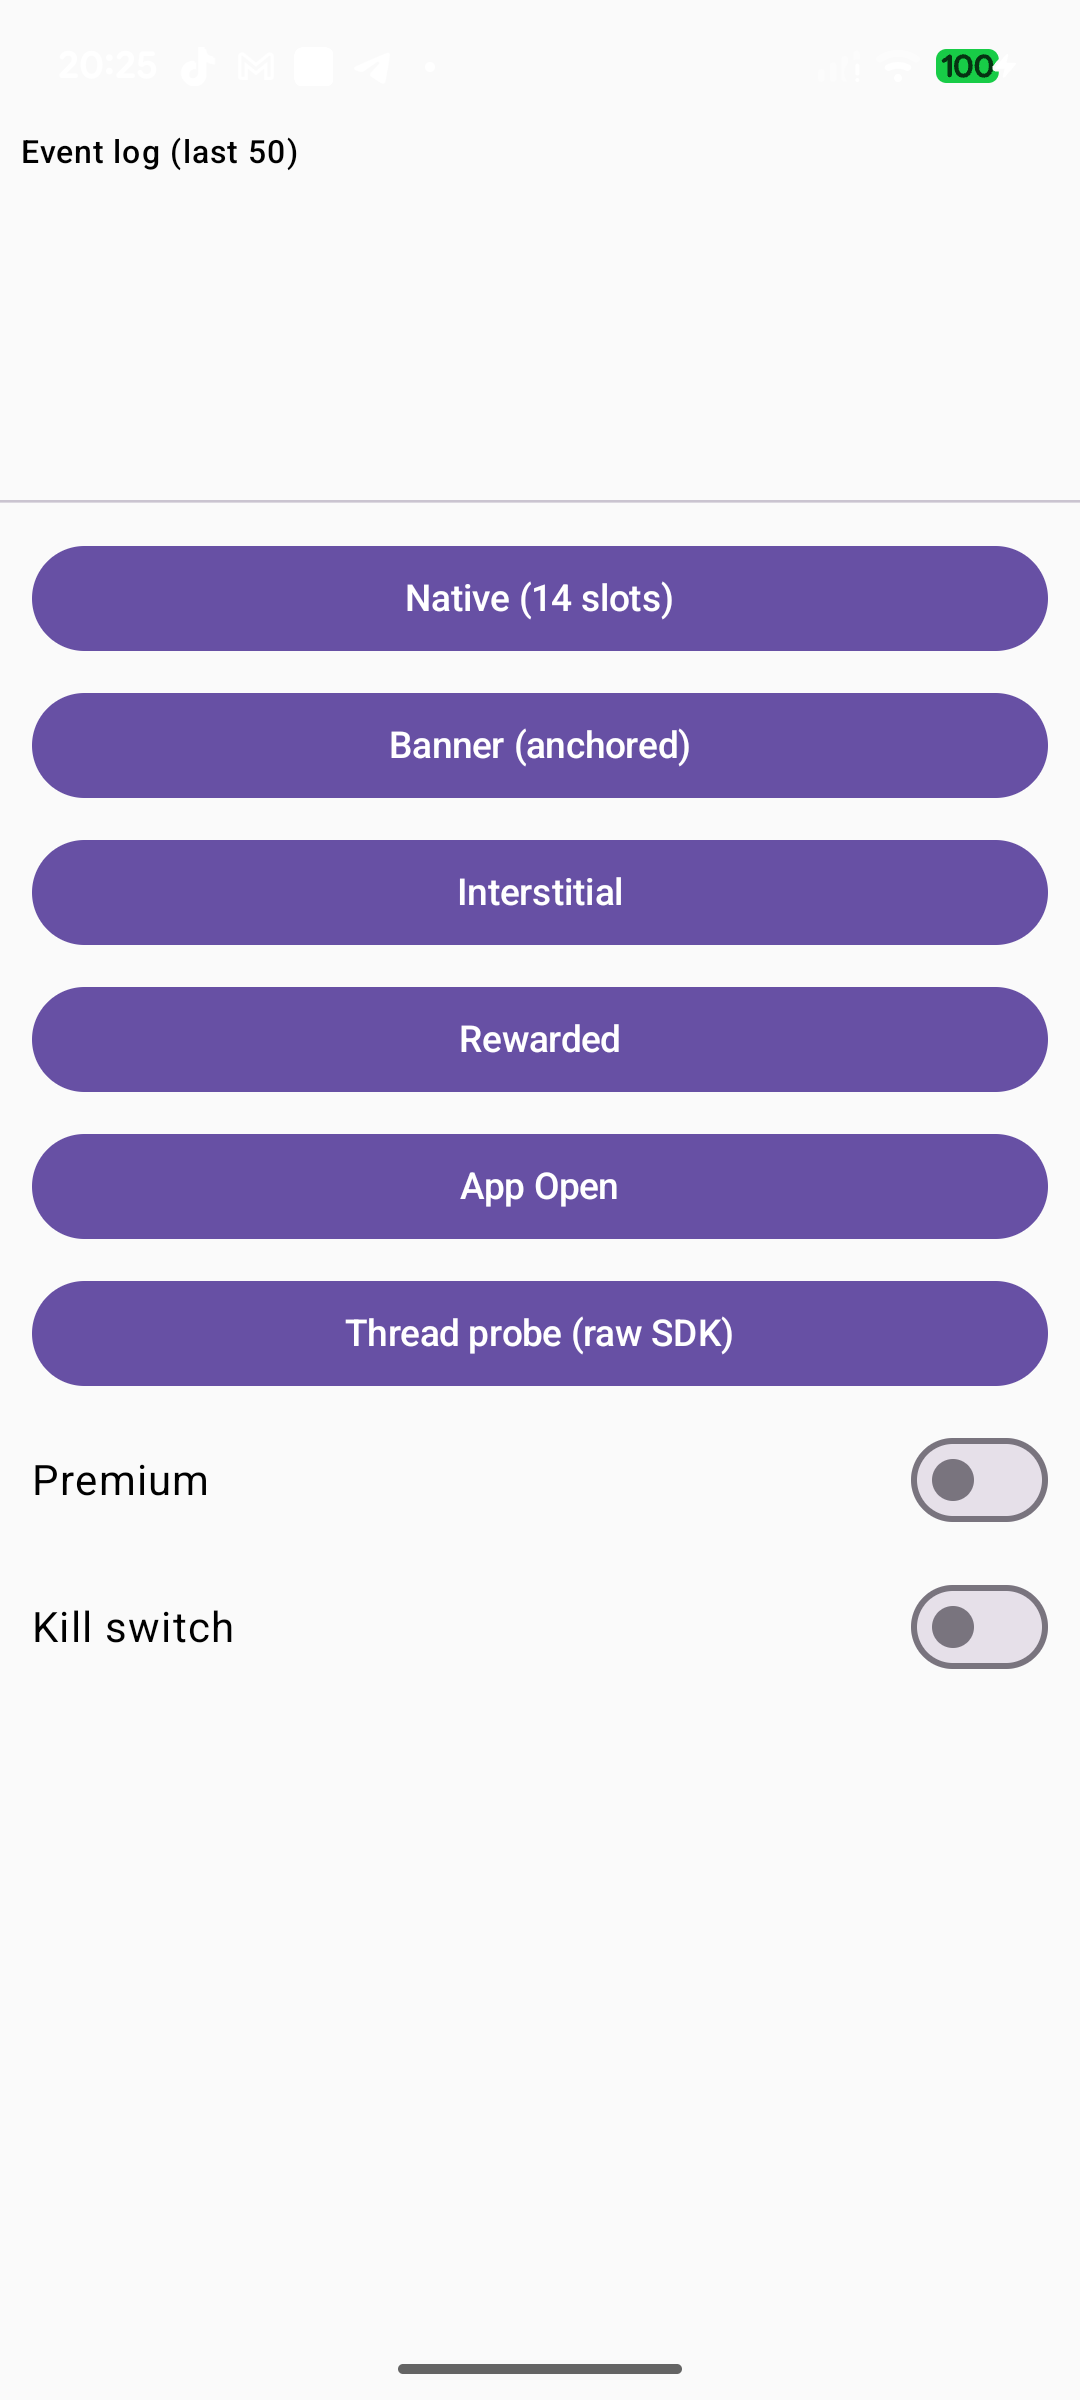 20:25
100
Event log (last 50)
Native (14 slots)
Banner (anchored)
Interstitial
Rewarded
App Open
Thread probe (raw SDK)
Premium
Kill switch